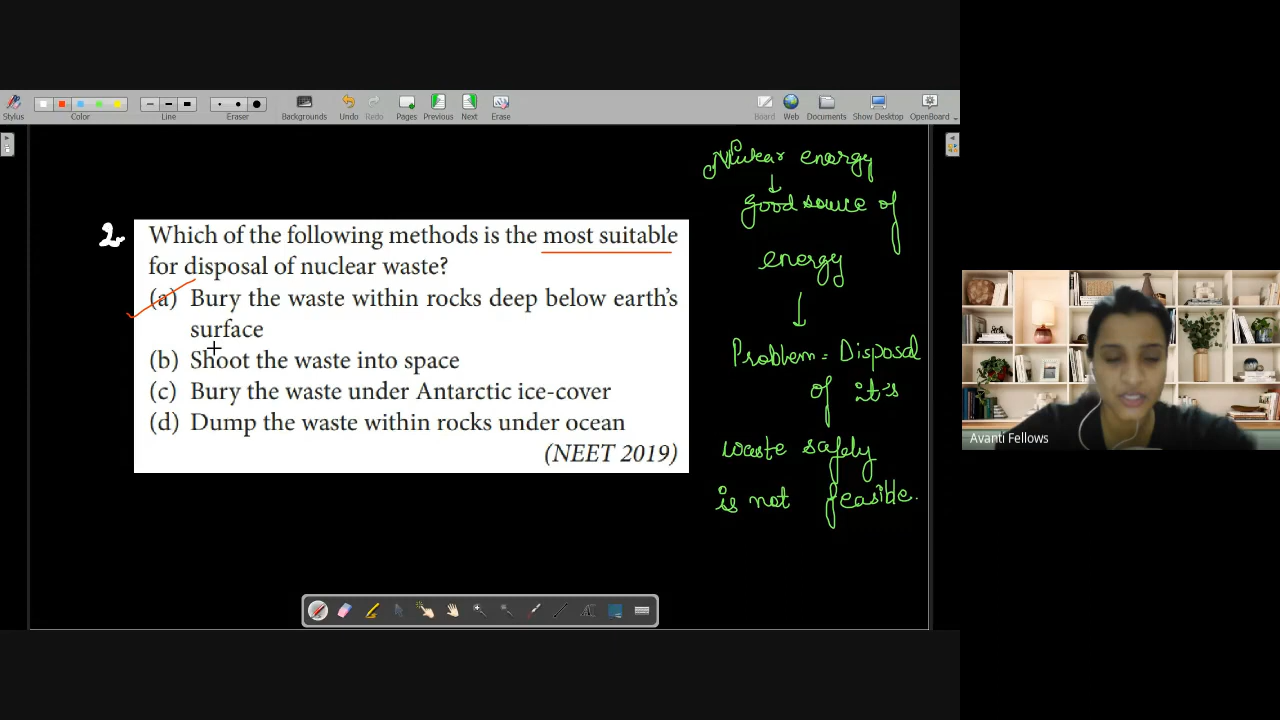 Stylus
Color
Line
Eraser
Backgrounds
Undo
Redo
Pages
Previous
Next
Erase
Board
Web
Documents
Show Desktop
OpenBoard
2.
Which of the following methods is the most suitable
for disposal of nuclear waste?
(a) Bury the waste within rocks deep below earth's
surface
(b) Shoot the waste into space
(c) Bury the waste under Antarctic ice-cover
(d) Dump the waste within rocks under ocean
(NEET 2019)
Nuclear energy
↓
good source of
energy
↓
Problem = Disposal
of it's
waste safely
is not feasible.
Avanti Fellows